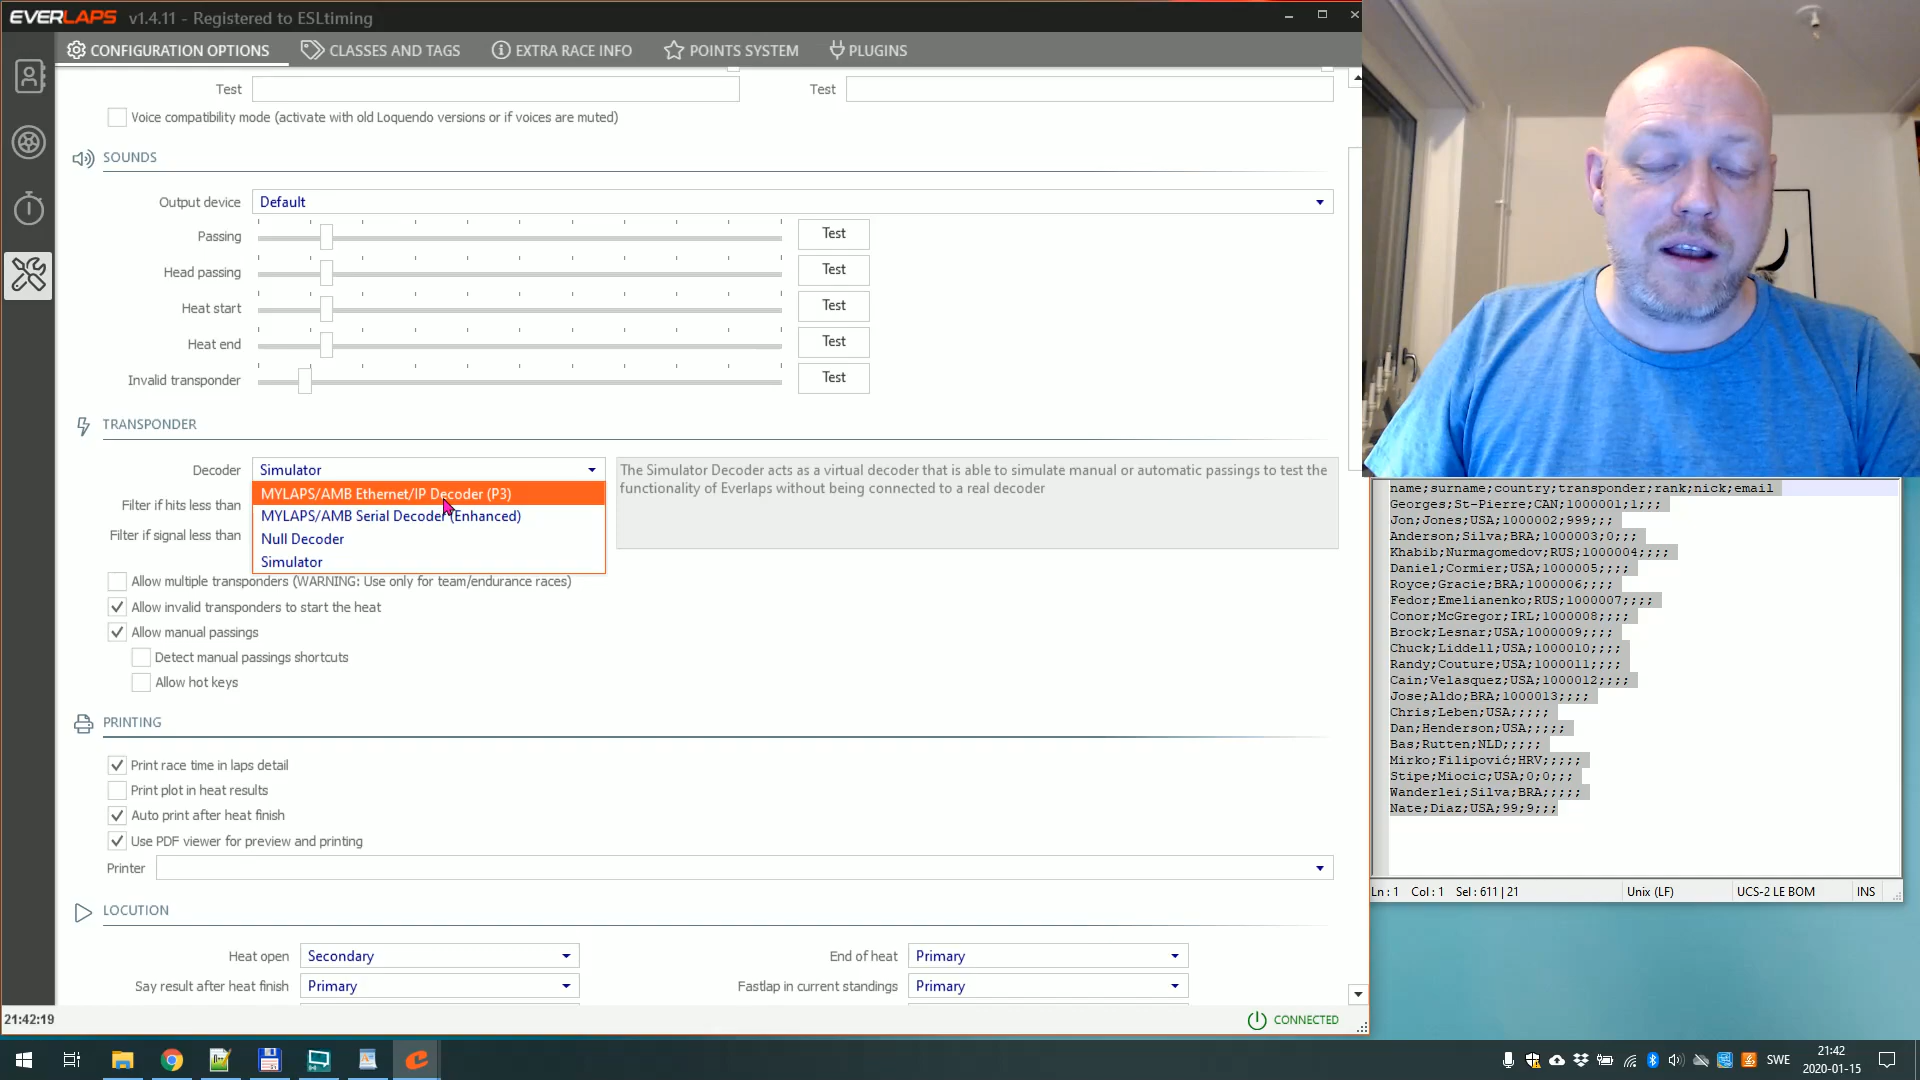 EVERLAPS v1.4.11 - Registered to ESLtiming
CONFIGURATION OPTIONS CLASSES AND TAGS EXTRA RACE INFO POINTS SYSTEM PLUGINS
Test Test
Voice compatibility mode (activate with old Loquendo versions or if voices are muted)
SOUNDS
Output device Default
Passing Test
Head passing Test
Heat start Test
Heat end Test
Invalid transponder Test
TRANSPONDER
Decoder Simulator
The Simulator Decoder acts as a virtual decoder that is able to simulate manual or automatic passings to test the
functionality of Everlaps without being connected to a real decoder
MYLAPS/AMB Ethernet/IP Decoder (P3)
Filter if hits less than
MYLAPS/AMB Serial Decoder (Enhanced)
Filter if signal less than
Null Decoder
Simulator
Allow multiple transponders (WARNING: Use only for team/endurance races)
Allow invalid transponders to start the heat
Allow manual passings
Detect manual passings shortcuts
Allow hot keys
PRINTING
Print race time in laps detail
Print plot in heat results
Auto print after heat finish
Use PDF viewer for preview and printing
Printer
LOCUTION
Heat open Secondary End of heat Primary
Say result after heat finish Primary Fastlap in current standings Primary
21:42:19 CONNECTED
name;surname;country;transponder;rank;nick;email
Georges;St-Pierre;CAN;1000001;1;;;
Jon;Jones;USA;1000002;999;;;
Anderson;Silva;BRA;1000003;0;;;
Khabib;Nurmagomedov;RUS;1000004;;;;
Daniel;Cormier;USA;1000005;;;;
Royce;Gracie;BRA;1000006;;;;
Fedor;Emelianenko;RUS;1000007;;;;
Conor;McGregor;IRL;1000008;;;;
Brock;Lesnar;USA;1000009;;;;
Chuck;Liddell;USA;1000010;;;;
Randy;Couture;USA;1000011;;;;
Cain;Velasquez;USA;1000012;;;;
Jose;Aldo;BRA;1000013;;;;
Chris;Leben;USA;;;;;
Dan;Henderson;USA;;;;;
Bas;Rutten;NLD;;;;;
Mirko;Filipović;HRV;;;;;
Stipe;Miocic;USA;0;0;;;
Wanderlei;Silva;BRA;;;;;
Nate;Diaz;USA;99;9;;;
Ln : 1 Col : 1 Sel : 611 | 21 Unix (LF) UCS-2 LE BOM INS
SWE 21:42
2020-01-15